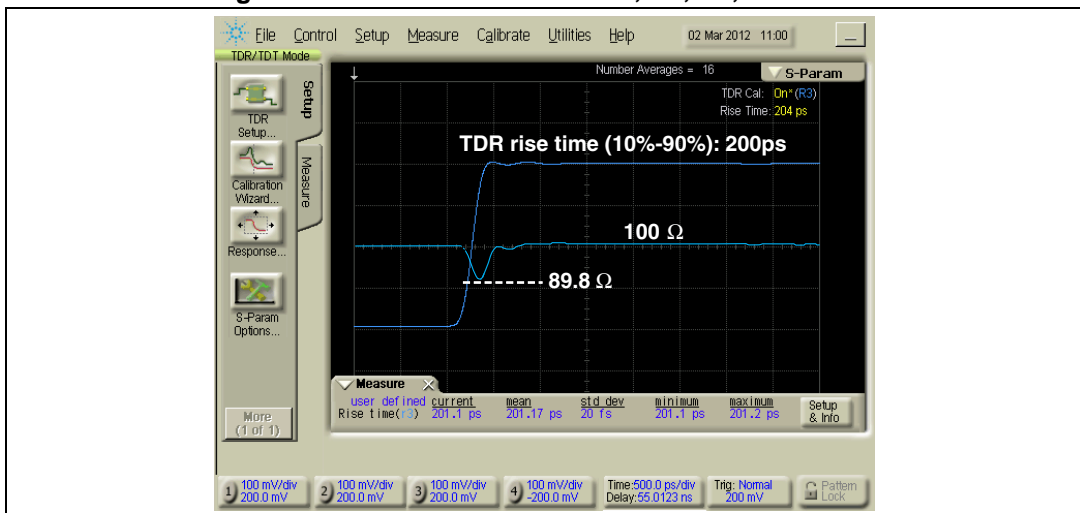 File Control Setup Measure Calibrate Utilities Help 02 Mar 2012 11:00
TDR/TDT Mode
Number Averages = 16
S-Param
TDR Cal: On*(R3)
Rise Time: 204 ps
Setup
Measure
TDR
Setup...
Calibration
Wizard...
Response...
S-Param
Options...
More
(1 of 1)
TDR rise time (10%-90%): 200ps
100 Ω
89.8 Ω
Measure
user defined current mean std dev minimum maximum
Rise time(r3) 201.1 ps 201.17 ps 20 fs 201.1 ps 201.2 ps
Setup
& Info
1 100 mV/div
200.0 mV
2 100 mV/div
200.0 mV
3 100 mV/div
200.0 mV
4 100 mV/div
-200.0 mV
Time:500.0 ps/div
Delay:55.0123 ns
Trig: Normal
200 mV
Pattern
Lock